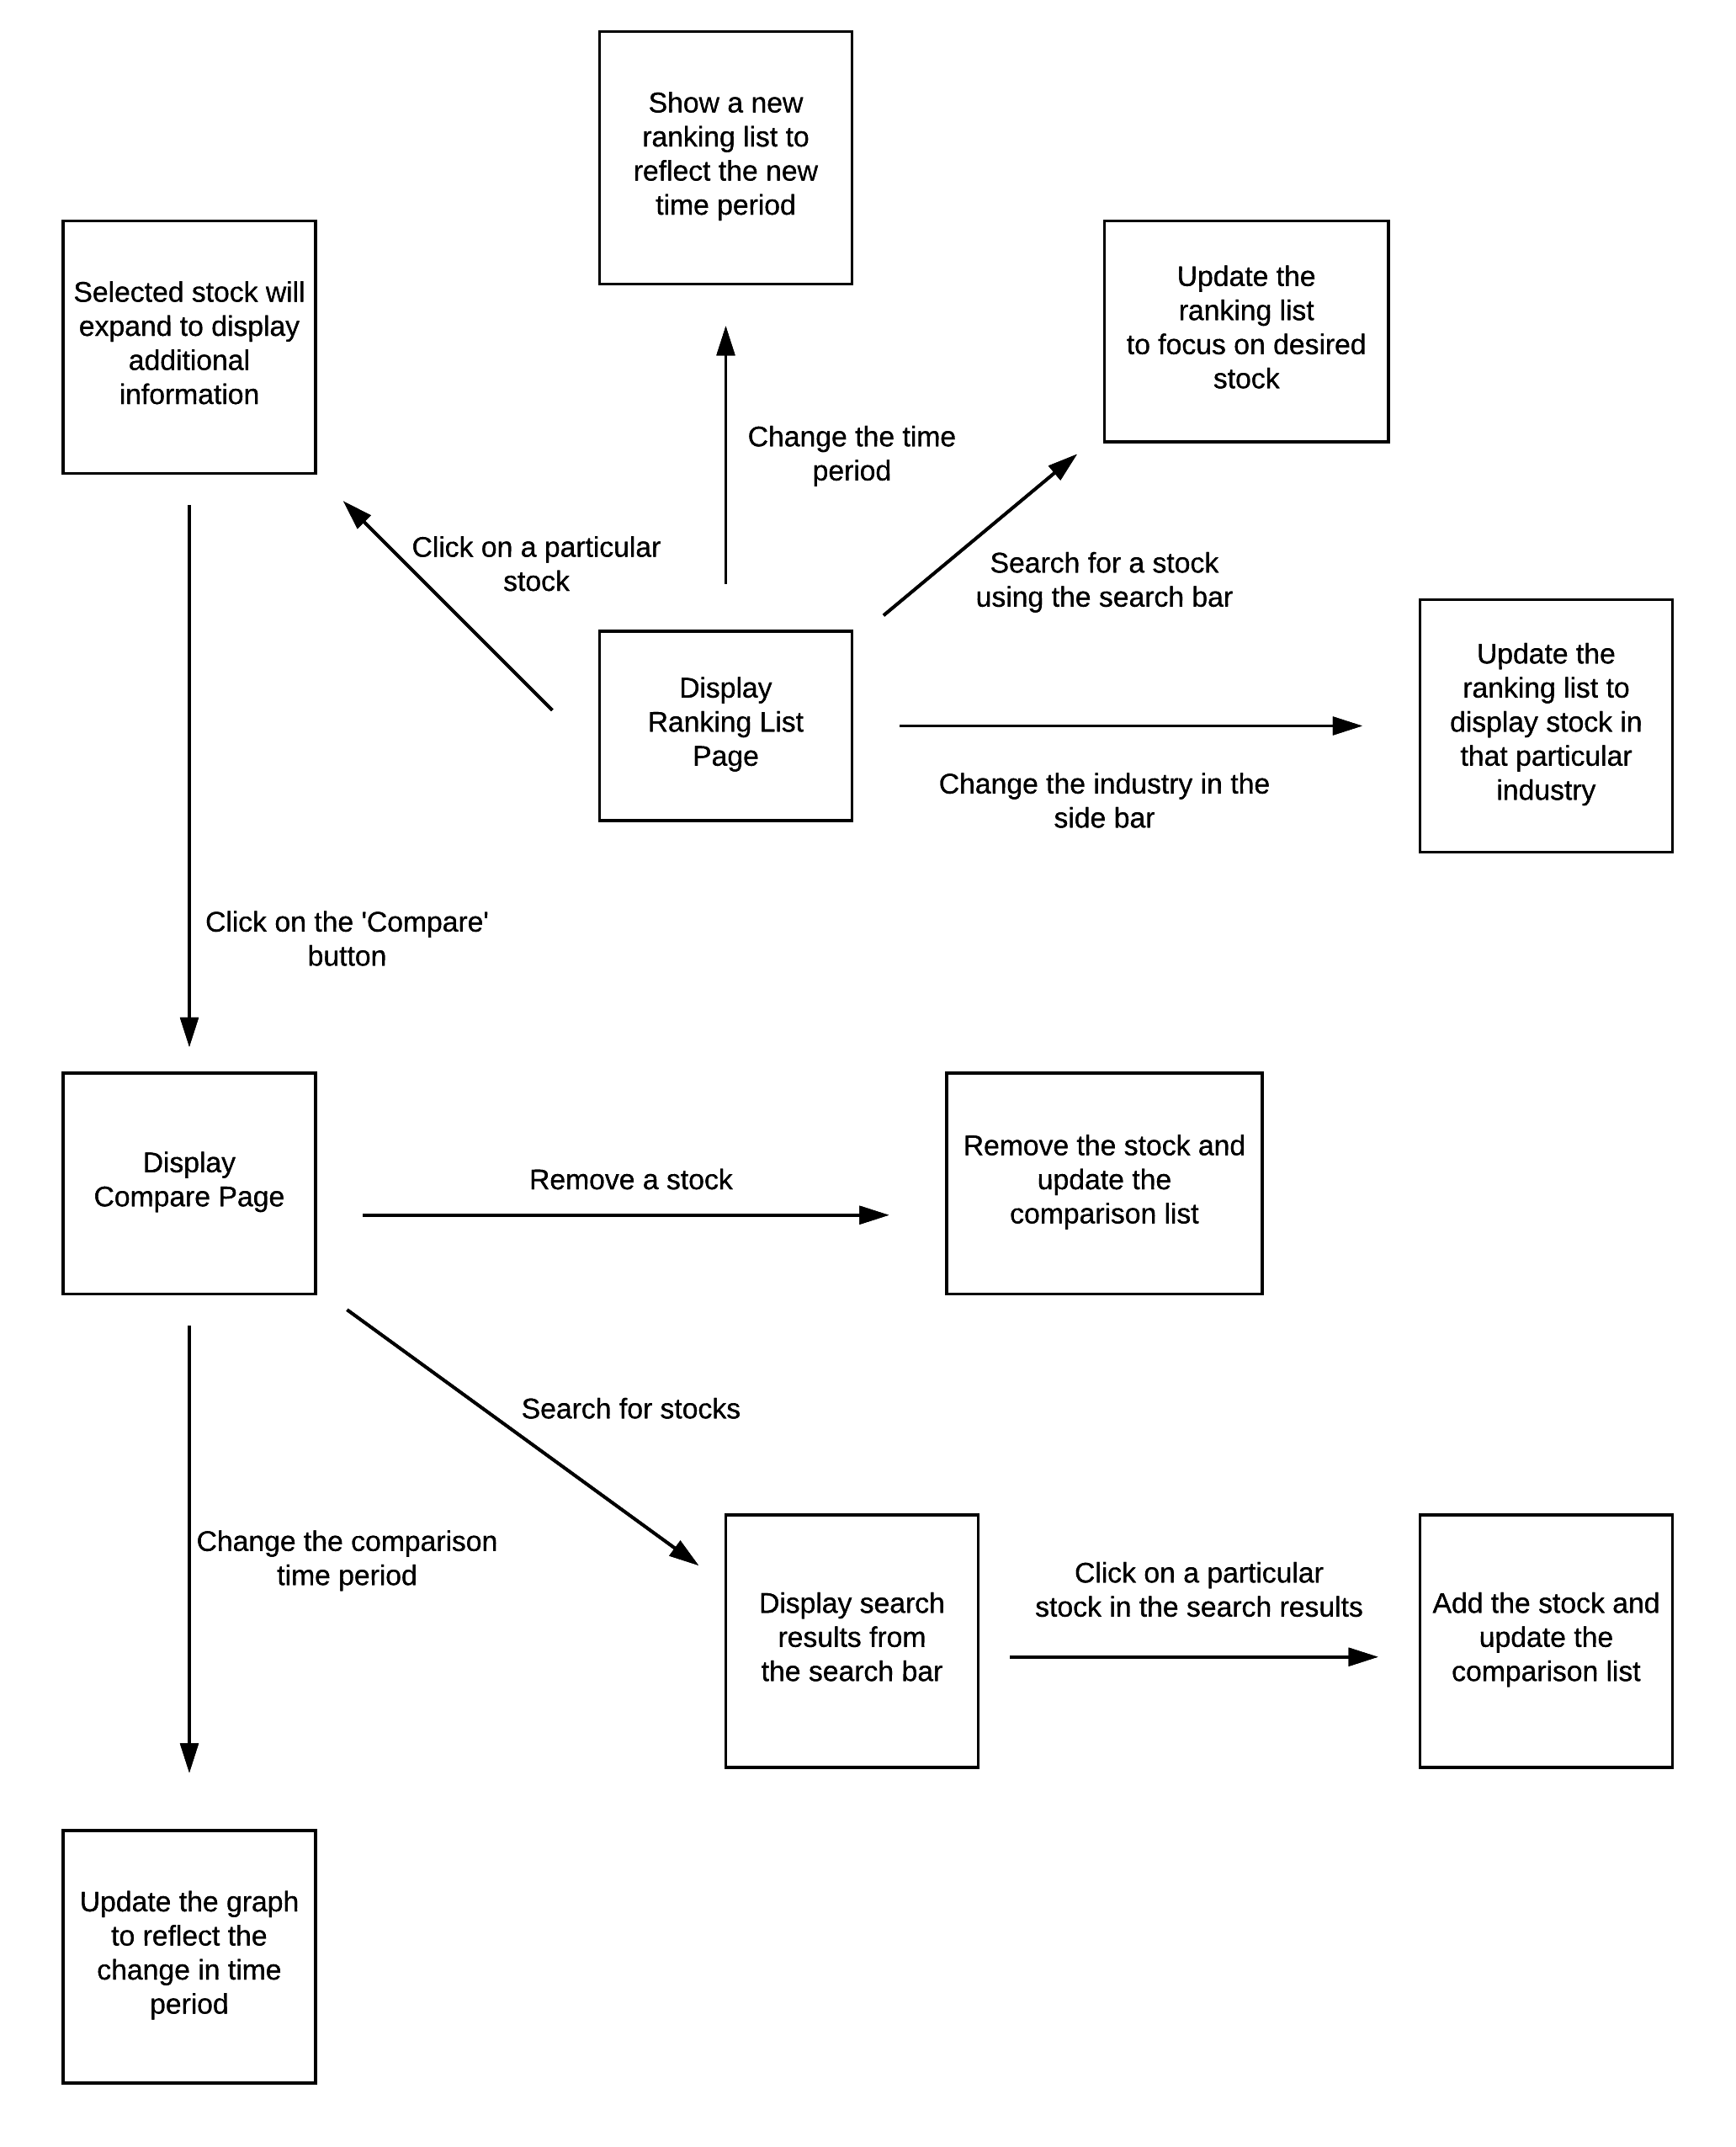 Show a new
ranking list to
reflect the new
time period
Selected stock will
expand to display
additional
information
Update the
ranking list
to focus on desired
stock
Change the time
period
Click on a particular
stock
Search for a stock
using the search bar
Display
Ranking List
Page
Update the
ranking list to
display stock in
that particular
industry
Change the industry in the
side bar
Click on the 'Compare'
button
Display
Compare Page
Remove a stock
Remove the stock and
update the
comparison list
Search for stocks
Change the comparison
time period
Display search
results from
the search bar
Click on a particular
stock in the search results
Add the stock and
update the
comparison list
Update the graph
to reflect the
change in time
period